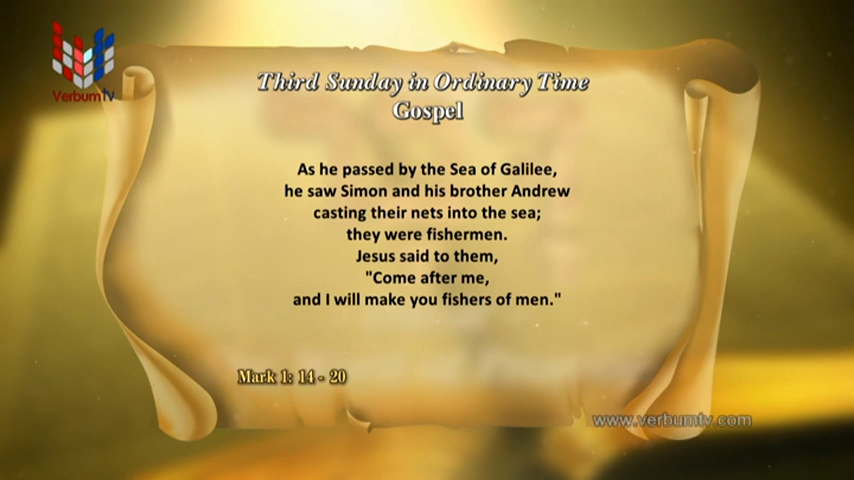 VerbumTV
Third Sunday in Ordinary Time
Gospel
As he passed by the Sea of Galilee,
he saw Simon and his brother Andrew
casting their nets into the sea;
they were fishermen.
Jesus said to them,
"Come after me,
and I will make you fishers of men."
Mark 1: 14 - 20
www.verbumtv.com